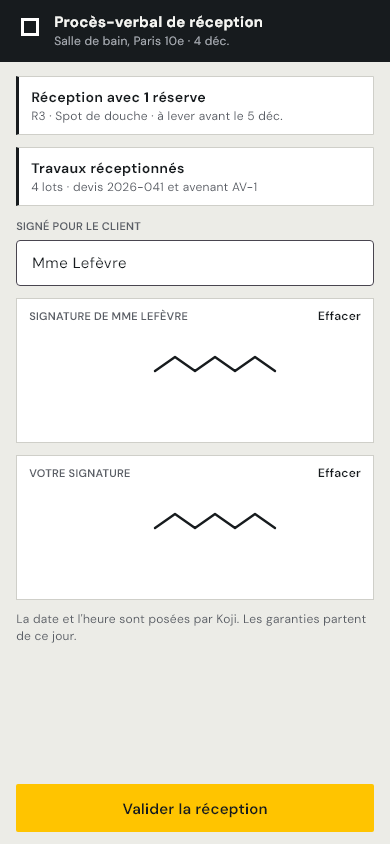 Procès-verbal de réception
Salle de bain, Paris 10e · 4 déc.
Réception avec 1 réserve
R3 · Spot de douche · à lever avant le 5 déc.
Travaux réceptionnés
4 lots · devis 2026-041 et avenant AV-1
SIGNÉ POUR LE CLIENT
Mme Lefèvre
SIGNATURE DE MME LEFÈVRE
Effacer
VOTRE SIGNATURE
Effacer
La date et l'heure sont posées par Koji. Les garanties partent
de ce jour.
Valider la réception